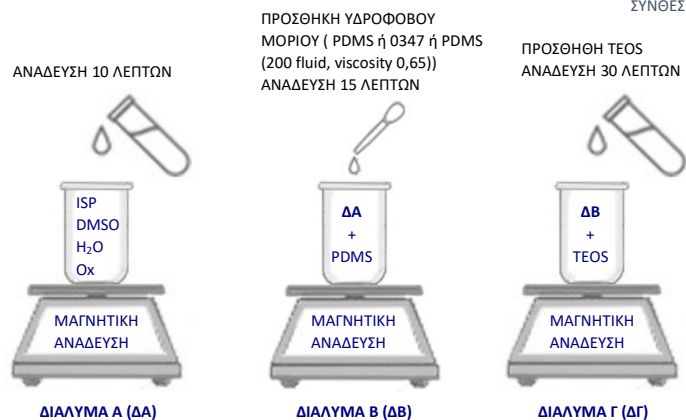 ΣΥΝΘΕΣ
ΑΝΑΔΕΥΣΗ 10 ΛΕΠΤΩΝ
ISP
DMSO
H₂O
Ox
ΜΑΓΝΗΤΙΚΗ
ΑΝΑΔΕΥΣΗ
ΔΙΑΛΥΜΑ Α (ΔΑ)
ΠΡΟΣΘΗΚΗ ΥΔΡΟΦΟΒΟΥ
ΜΟΡΙΟΥ ( PDMS ή 0347 ή PDMS
(200 fluid, viscosity 0,65))
ΑΝΑΔΕΥΣΗ 15 ΛΕΠΤΩΝ
ΔΑ
+
PDMS
ΜΑΓΝΗΤΙΚΗ
ΑΝΑΔΕΥΣΗ
ΔΙΑΛΥΜΑ Β (ΔΒ)
ΠΡΟΣΘΗΘΗ TEOS
ΑΝΑΔΕΥΣΗ 30 ΛΕΠΤΩΝ
ΔΒ
+
TEOS
ΜΑΓΝΗΤΙΚΗ
ΑΝΑΔΕΥΣΗ
ΔΙΑΛΥΜΑ Γ (ΔΓ)